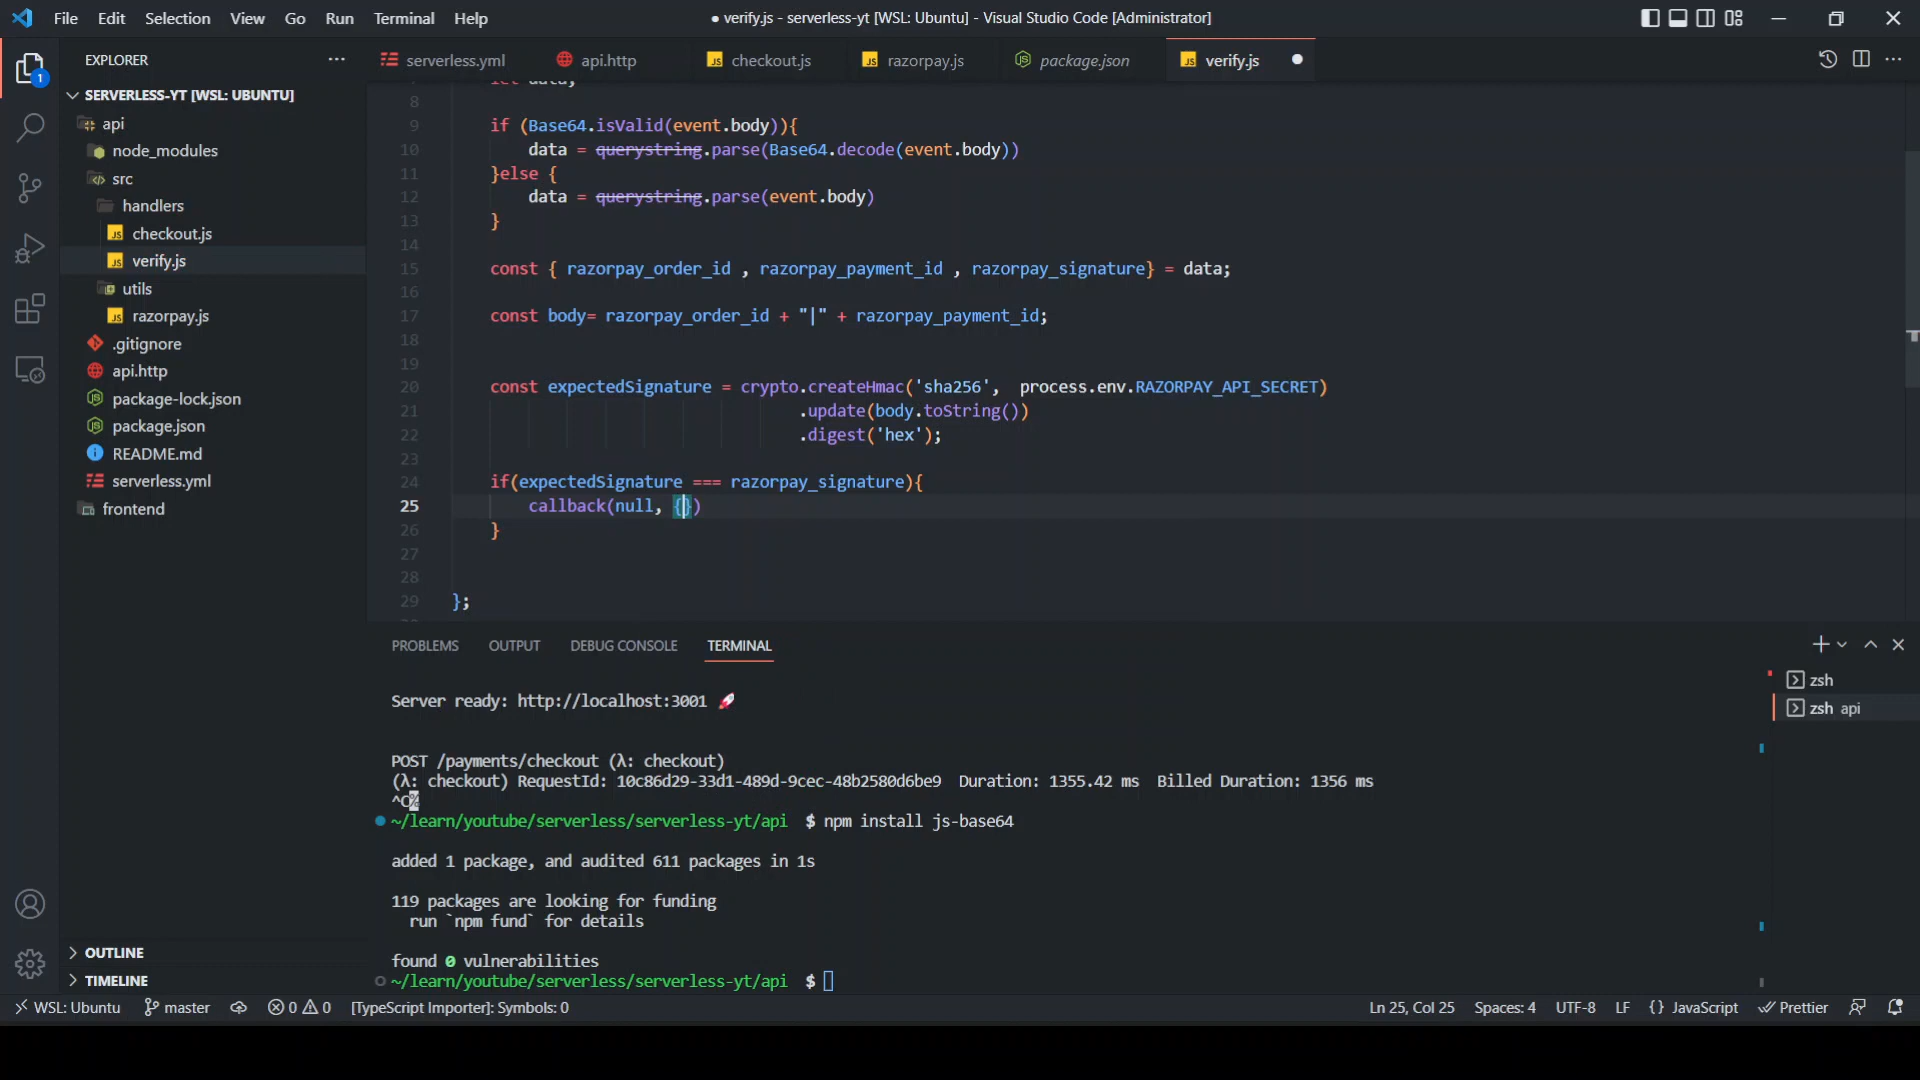 File Edit Selection View Go Run Terminal Help
● verify.js - serverless-yt [WSL: Ubuntu] - Visual Studio Code [Administrator]
EXPLORER
serverless.yml
api.http
checkout.js
razorpay.js
package.json
verify.js
1
SERVERLESS-YT [WSL: UBUNTU]
api
node_modules
src
handlers
checkout.js
verify.js
utils
razorpay.js
.gitignore
api.http
package-lock.json
package.json
README.md
serverless.yml
frontend
OUTLINE
TIMELINE
8
9 if (Base64.isValid(event.body)){
10 data = querystring.parse(Base64.decode(event.body))
11 }else {
12 data = querystring.parse(event.body)
13 }
14
15 const { razorpay_order_id , razorpay_payment_id , razorpay_signature} = data;
16
17 const body= razorpay_order_id + "|" + razorpay_payment_id;
18
19
20 const expectedSignature = crypto.createHmac('sha256',  process.env.RAZORPAY_API_SECRET)
21 .update(body.toString())
22 .digest('hex');
23
24 if(expectedSignature === razorpay_signature){
25 callback(null, {})
26 }
27
28
29 };
PROBLEMS OUTPUT DEBUG CONSOLE TERMINAL
zsh
zsh api
Server ready: http://localhost:3001 🚀
POST /payments/checkout (λ: checkout)
(λ: checkout) RequestId: 10c86d29-33d1-489d-9cec-48b2580d6be9  Duration: 1355.42 ms  Billed Duration: 1356 ms
^C%
~/learn/youtube/serverless/serverless-yt/api $ npm install js-base64
added 1 package, and audited 611 packages in 1s
119 packages are looking for funding
run `npm fund` for details
found 0 vulnerabilities
~/learn/youtube/serverless/serverless-yt/api $
WSL: Ubuntu master 0 0 [TypeScript Importer]: Symbols: 0 Ln 25, Col 25 Spaces: 4 UTF-8 LF {} JavaScript Prettier